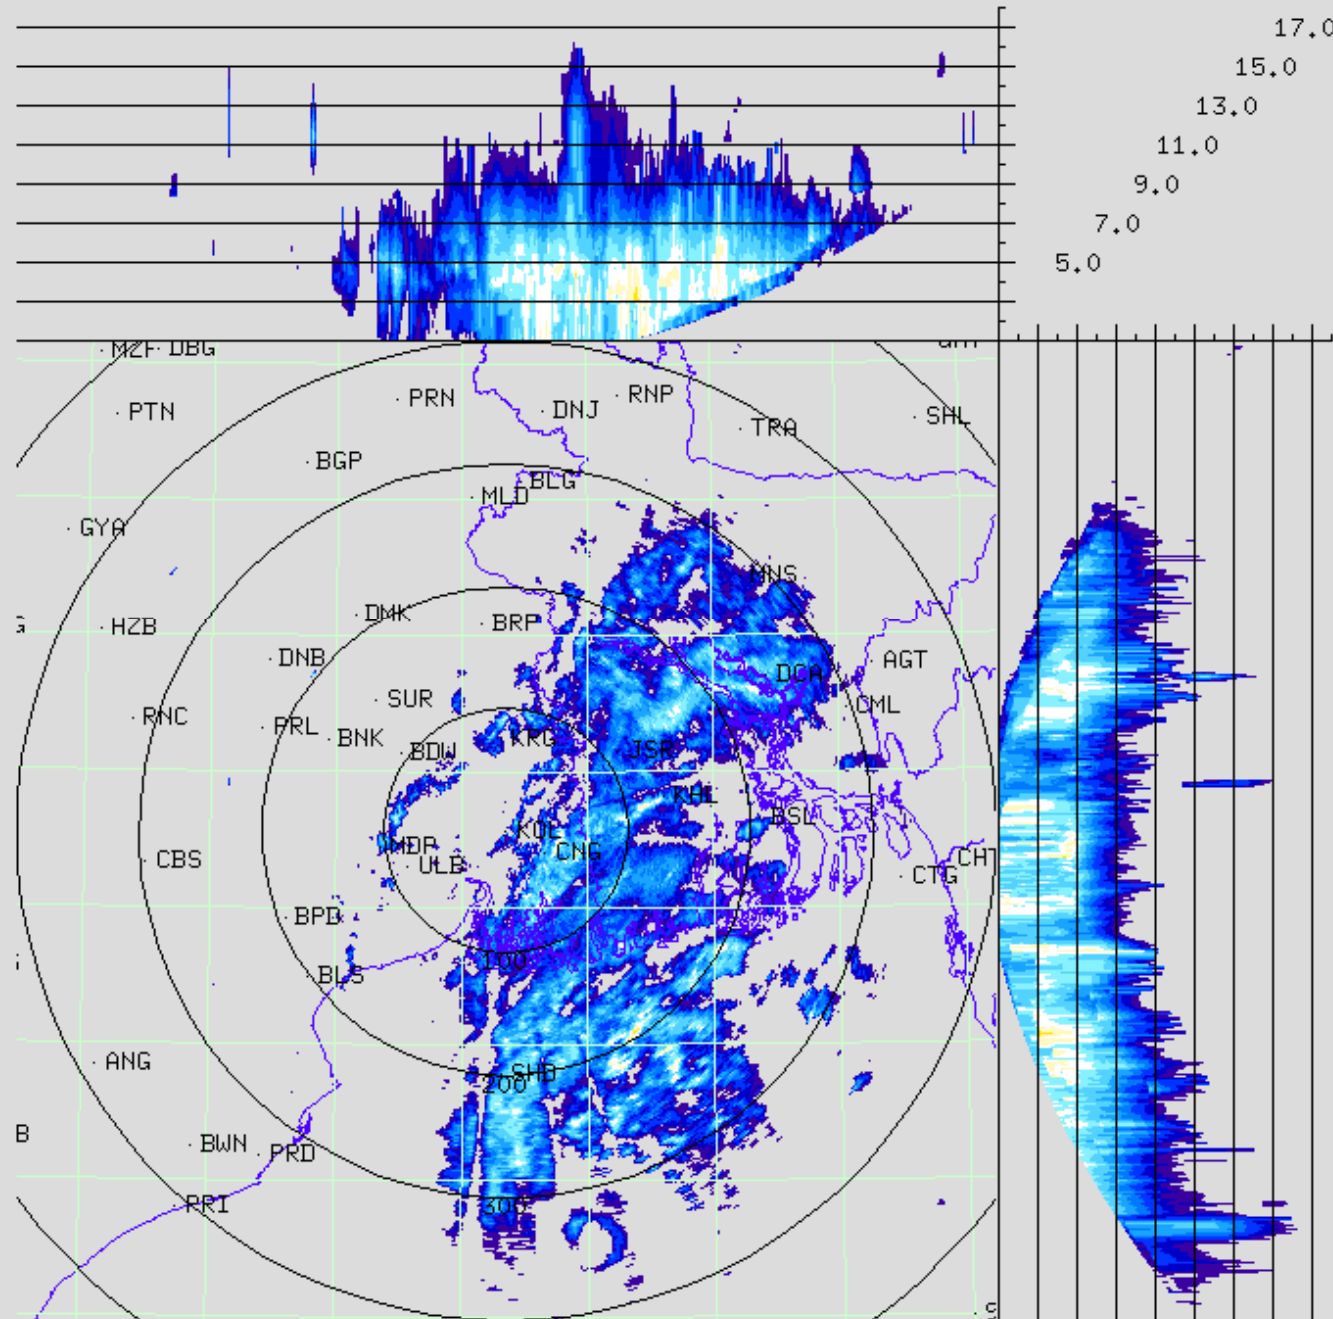 17.0
15.0
13.0
11.0
9.0
7.0
5.0
DBG
PRN
RNP
PTN
DNJ
SHL
TRA
BGP
BLG
MLD
GYA
MNS
DMK
BRP
HZB
DNB
AGT
DCA
SUR
CML
RNC
PRL
BNK
KRG
BDW
JSR
KHL
BSL
KOL
MDP
CNG
CBS
ULB
CTG
BPD
100
BLS
ANG
SHD
200
BWN
PRD
PRI
300